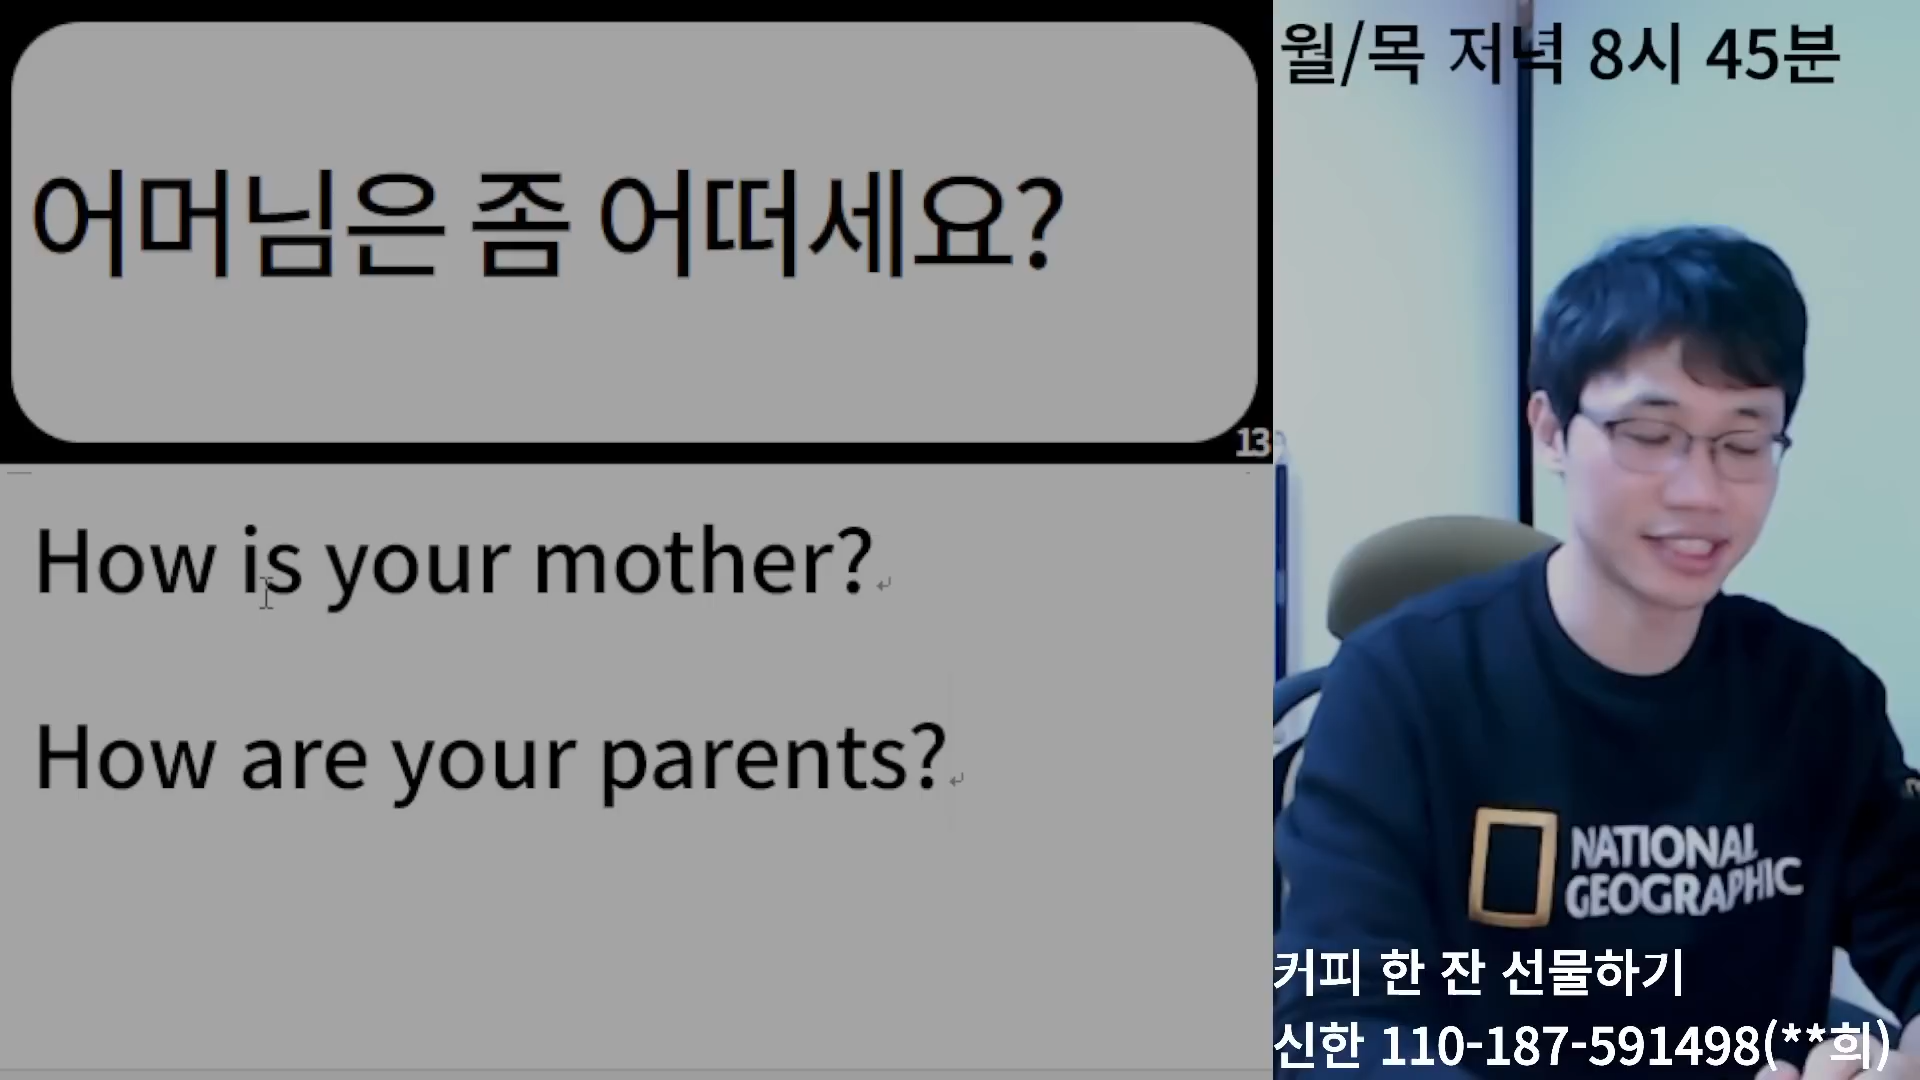 어머님은 좀 어떠세요?
13
How is your mother?
How are your parents?
월/목 저녁 8시 45분
NATIONAL
GEOGRAPHIC
커피 한 잔 선물하기
신한 110-187-591498(**희)